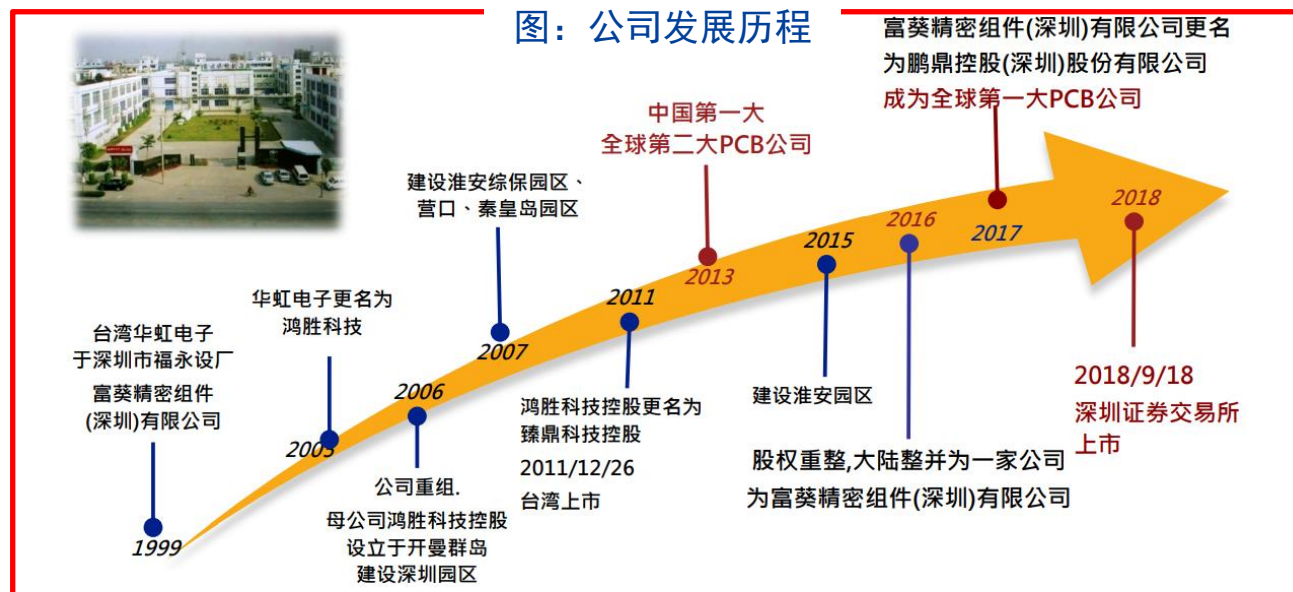 图：公司发展历程
1999
台湾华虹电子
于深圳市福永设厂
富葵精密组件
(深圳)有限公司
2005
华虹电子更名为
鸿胜科技
2006
公司重组.
母公司鸿胜科技控股
设立于开曼群岛
建设深圳园区
2007
建设淮安综保园区、
营口、秦皇岛园区
2011
鸿胜科技控股更名为
臻鼎科技控股
2011/12/26
台湾上市
2013
中国第一大
全球第二大PCB公司
2015
建设淮安园区
2016
股权重整,大陆整并为一家公司
为富葵精密组件(深圳)有限公司
2017
富葵精密组件(深圳)有限公司更名
为鹏鼎控股(深圳)股份有限公司
成为全球第一大PCB公司
2018
2018/9/18
深圳证券交易所
上市